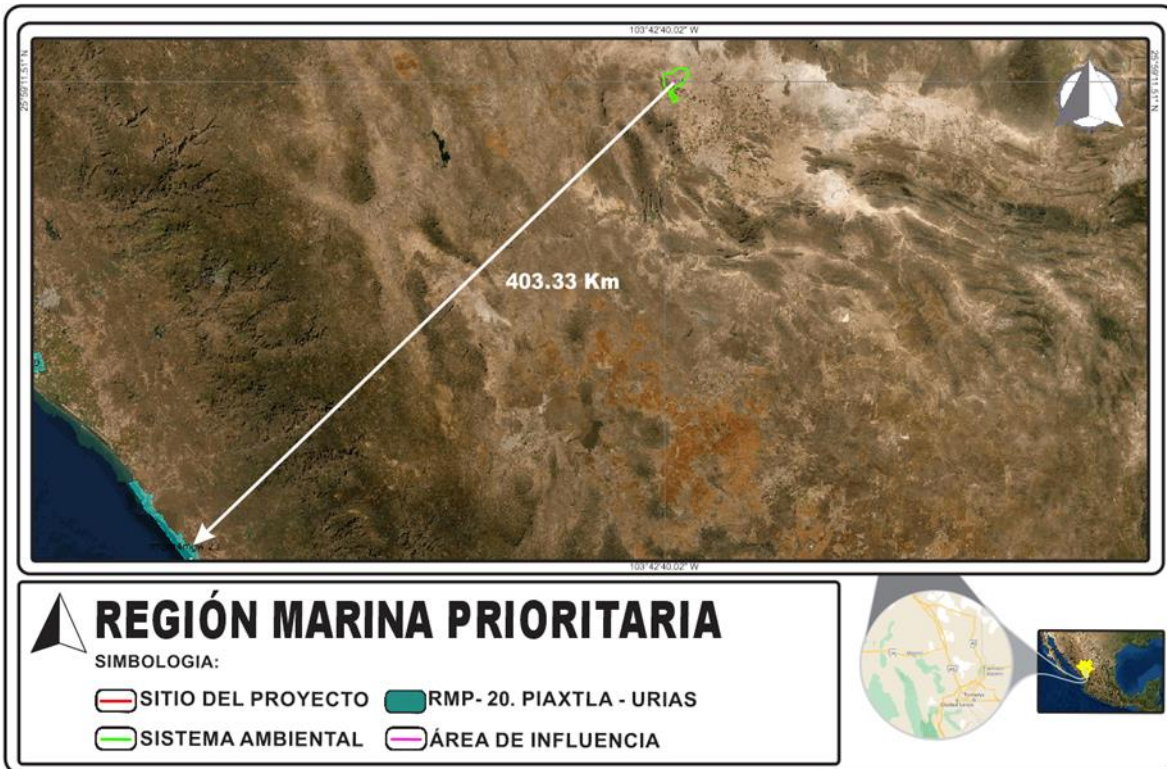 103°42'40.02" W
25°59'11.51" N
25°59'11.51" N
403.33 Km
103°42'40.02" W
REGIÓN MARINA PRIORITARIA
SIMBOLOGIA:
SITIO DEL PROYECTO
RMP- 20. PIAXTLA - URIAS
SISTEMA AMBIENTAL
ÁREA DE INFLUENCIA